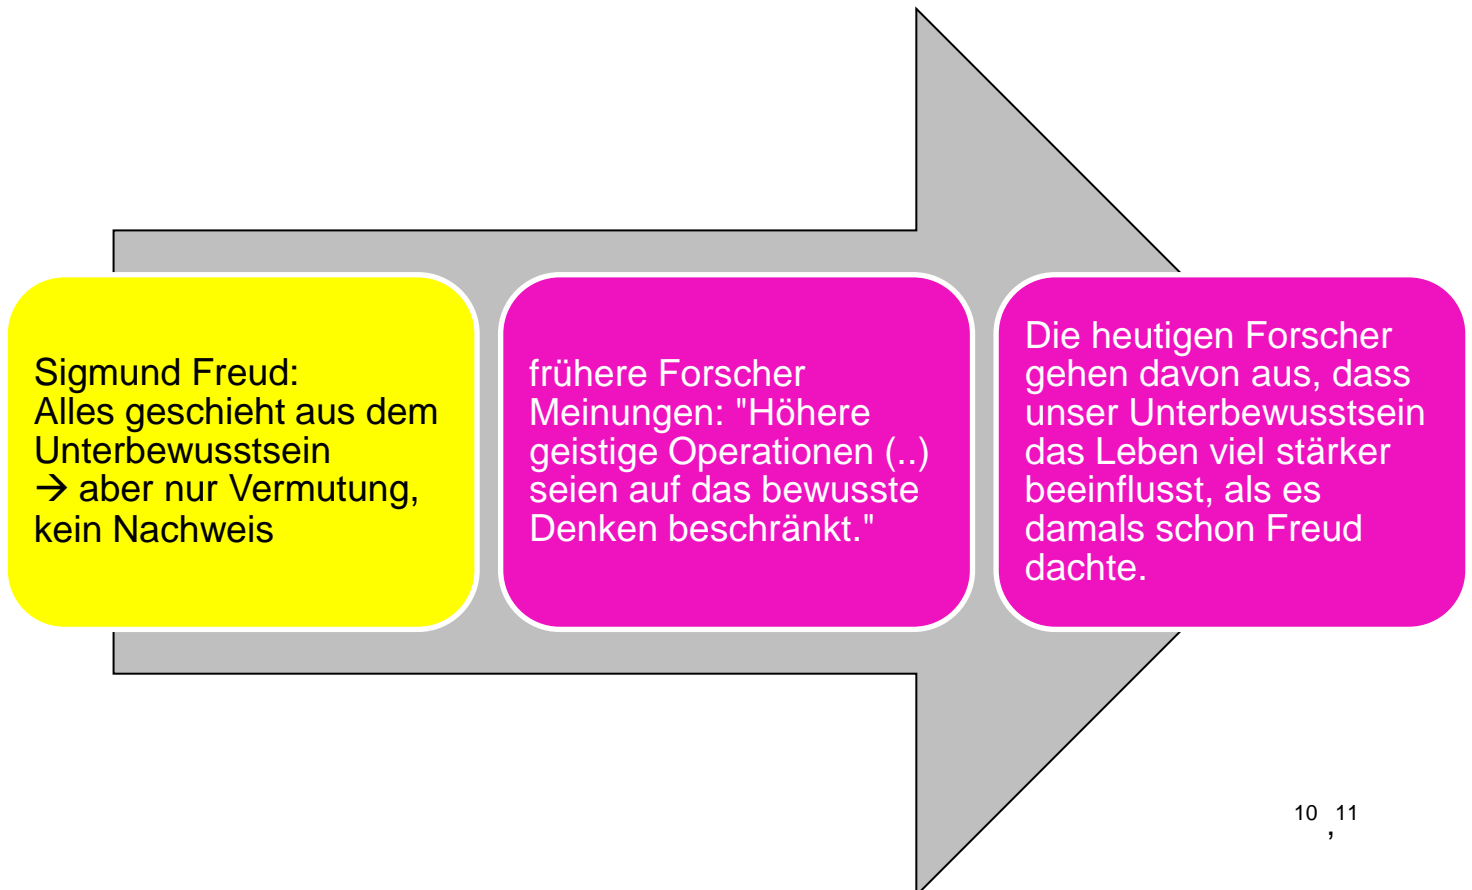 Sigmund Freud:
Alles geschieht aus dem
Unterbewusstsein
→ aber nur Vermutung,
kein Nachweis
frühere Forscher
Meinungen: "Höhere
geistige Operationen (..)
seien auf das bewusste
Denken beschränkt."
Die heutigen Forscher
gehen davon aus, dass
unser Unterbewusstsein
das Leben viel stärker
beeinflusst, als es
damals schon Freud
dachte.
10 , 11